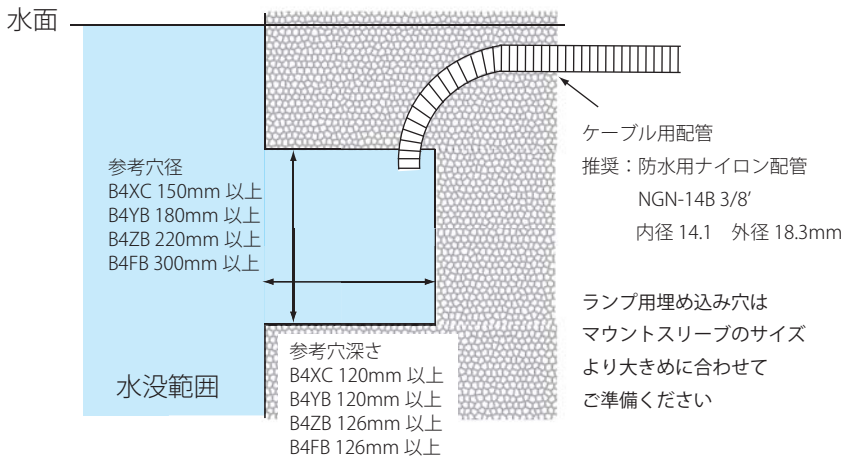 水面
参考穴径
B4XC 150mm 以上
B4YB 180mm 以上
B4ZB 220mm 以上
B4FB 300mm 以上
ケーブル用配管
推奨：防水用ナイロン配管
NGN-14B 3/8’
内径 14.1　外径 18.3mm
ランプ用埋め込み穴は
マウントスリーブのサイズ
より大きめに合わせて
ご準備ください
参考穴深さ
B4XC 120mm 以上
B4YB 120mm 以上
B4ZB 126mm 以上
B4FB 126mm 以上
水没範囲